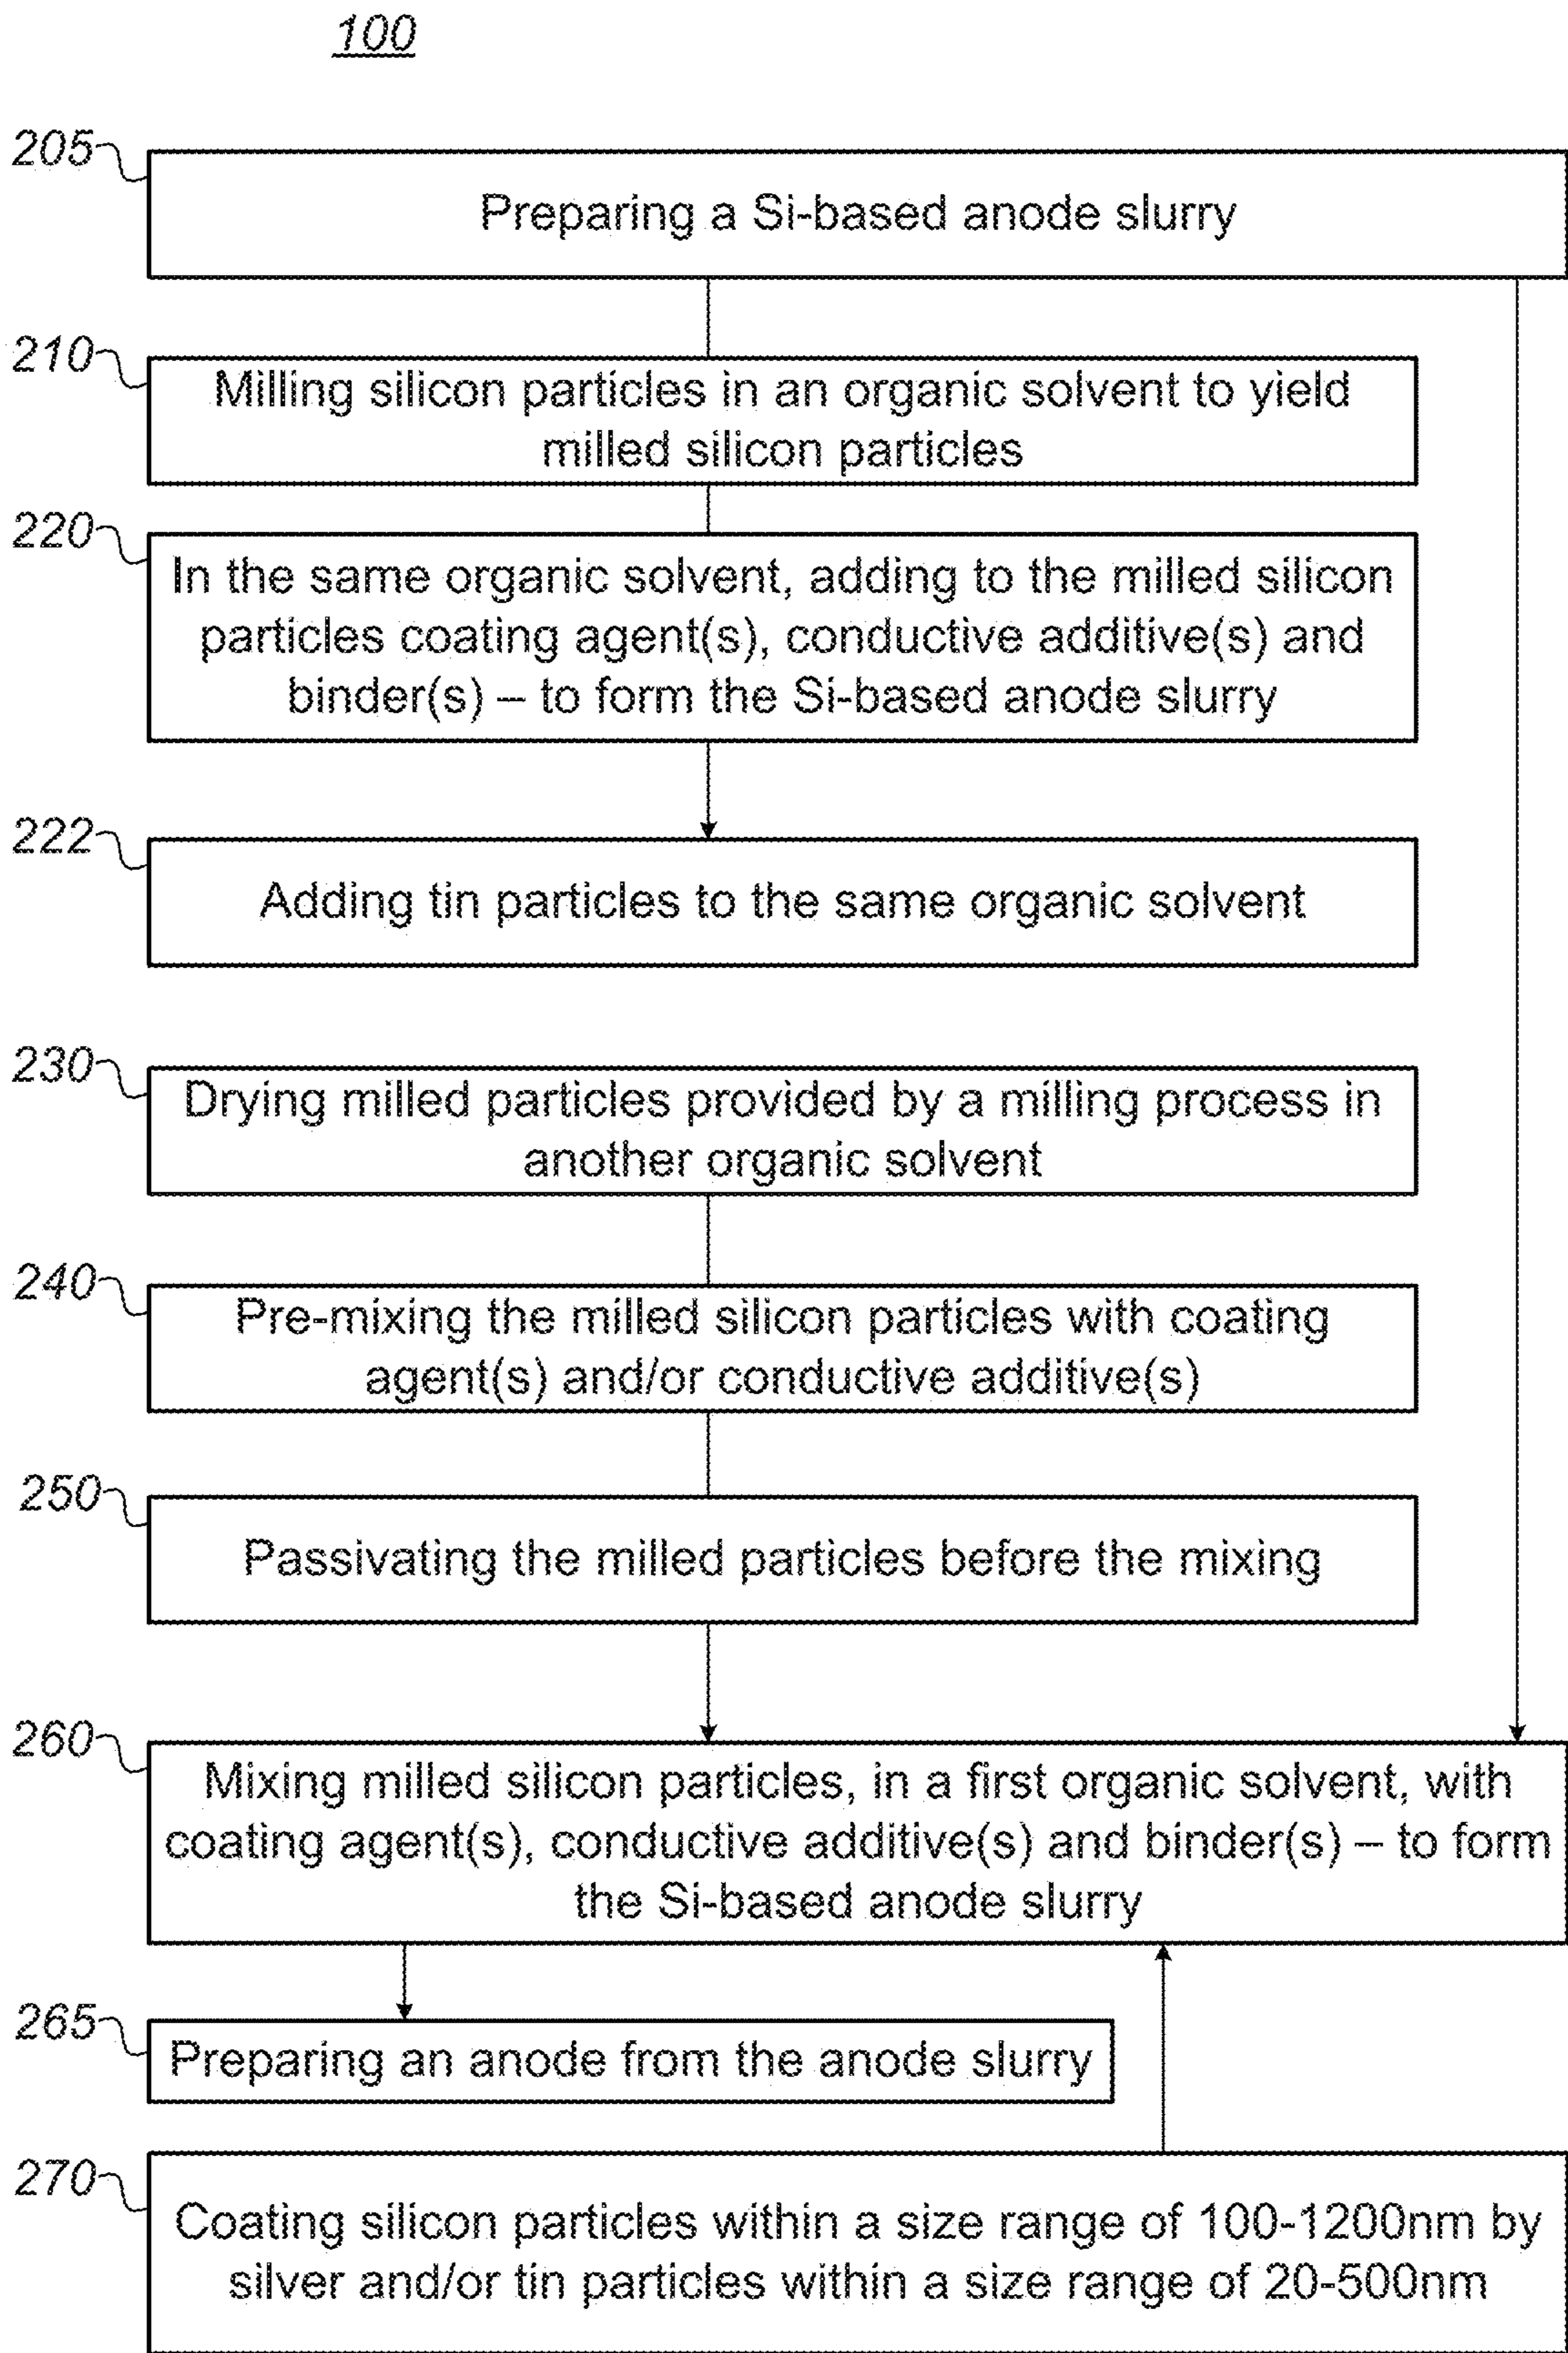 100
205
Preparing a Si-based anode slurry
210
Milling silicon particles in an organic solvent to yield
milled silicon particles
220
In the same organic solvent, adding to the milled silicon
particles coating agent(s), conductive additive(s) and
binder(s) – to form the Si-based anode slurry
222
Adding tin particles to the same organic solvent
230
Drying milled particles provided by a milling process in
another organic solvent
240
Pre-mixing the milled silicon particles with coating
agent(s) and/or conductive additive(s)
250
Passivating the milled particles before the mixing
260
Mixing milled silicon particles, in a first organic solvent, with
coating agent(s), conductive additive(s) and binder(s) – to form
the Si-based anode slurry
265
Preparing an anode from the anode slurry
270
Coating silicon particles within a size range of 100-1200nm by
silver and/or tin particles within a size range of 20-500nm